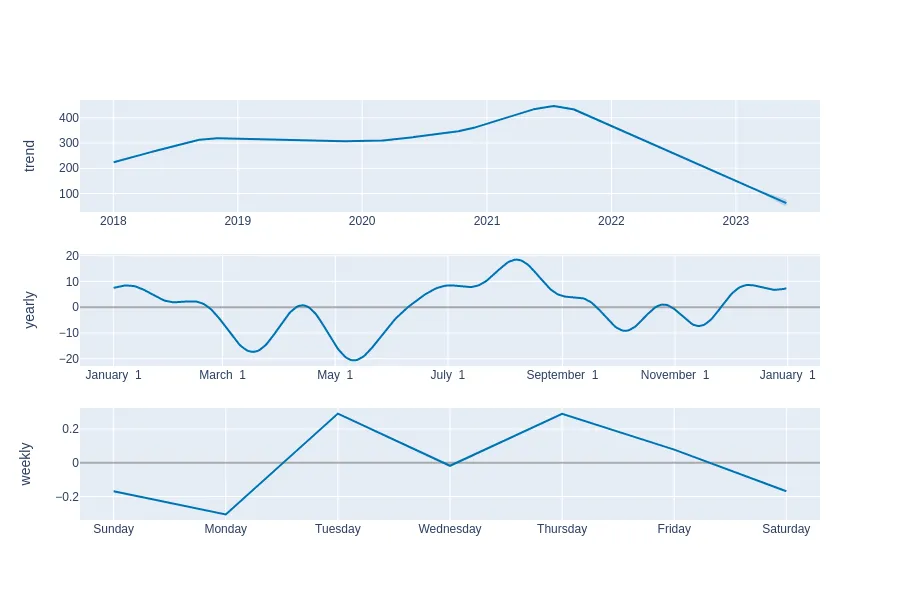 trend
400
300
200
100
2018 2019 2020 2021 2022 2023
yearly
20
10
0
−10
−20
January 1 March 1 May 1 July 1 September 1 November 1 January 1
weekly
0.2
0
−0.2
Sunday Monday Tuesday Wednesday Thursday Friday Saturday